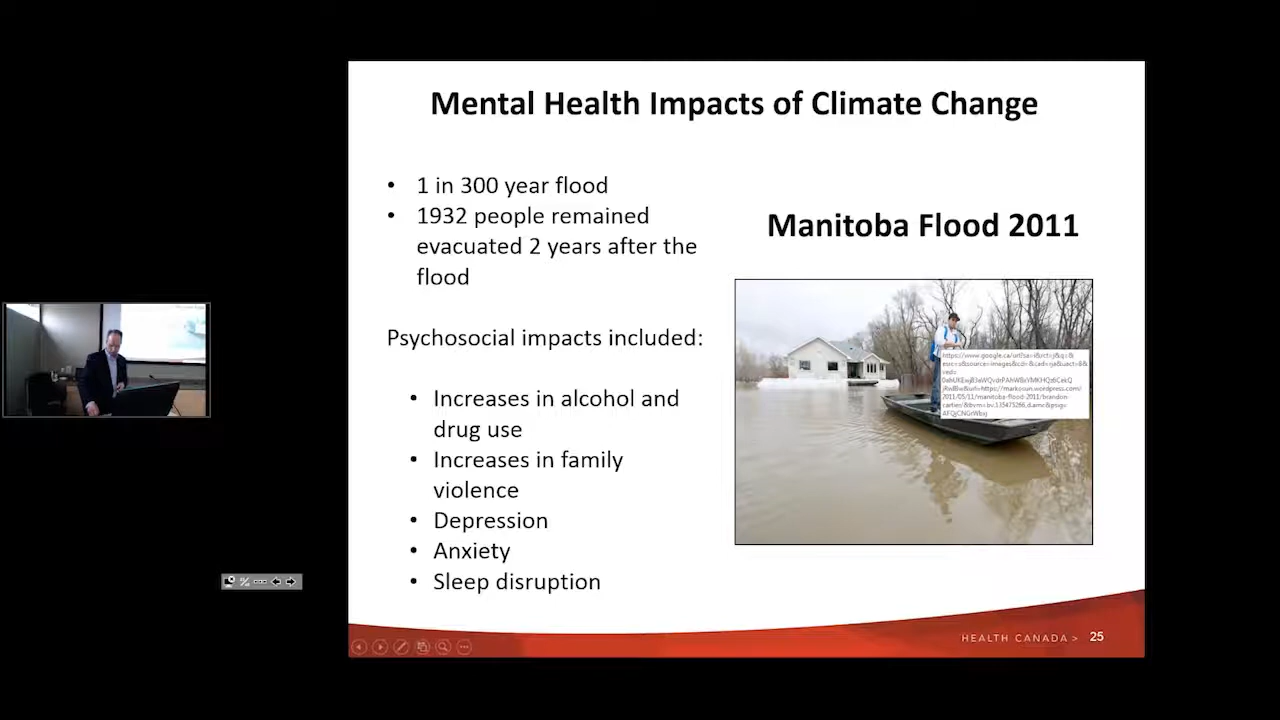 Mental Health Impacts of Climate Change
• 1 in 300 year flood
• 1932 people remained
evacuated 2 years after the
flood
Psychosocial impacts included:
• Increases in alcohol and
drug use
• Increases in family
violence
• Depression
• Anxiety
• Sleep disruption
Manitoba Flood 2011
HEALTH CANADA > 25